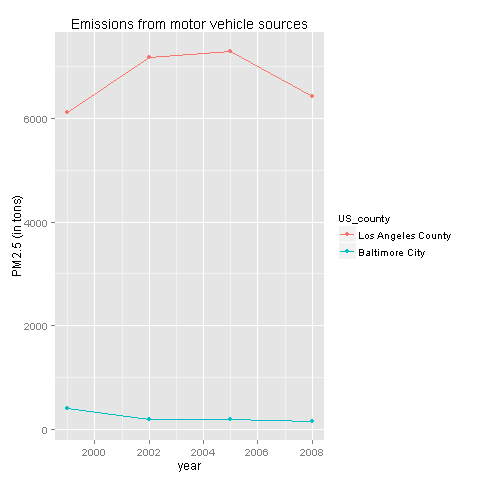 Emissions from motor vehicle sources
PM2.5 (in tons)
6000
4000
2000
0
2000 2002 2004 2006 2008
year
US_county
Los Angeles County
Baltimore City